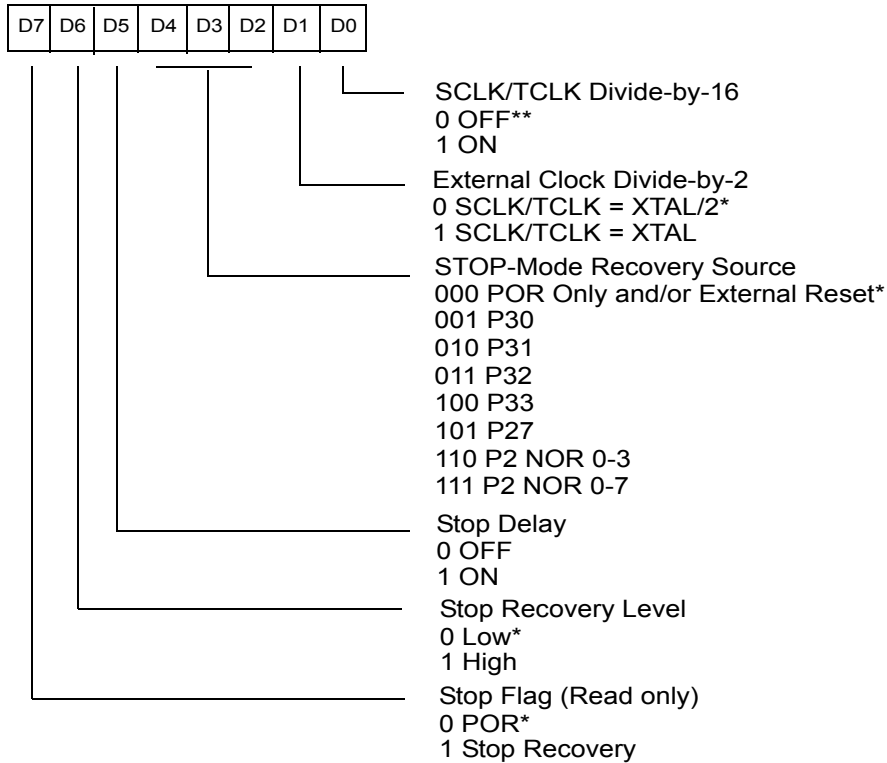 D7 D6 D5 D4 D3 D2 D1 D0
SCLK/TCLK Divide-by-16
0 OFF**
1 ON
External Clock Divide-by-2
0 SCLK/TCLK = XTAL/2*
1 SCLK/TCLK = XTAL
STOP-Mode Recovery Source
000 POR Only and/or External Reset*
001 P30
010 P31
011 P32
100 P33
101 P27
110 P2 NOR 0-3
111 P2 NOR 0-7
Stop Delay
0 OFF
1 ON
Stop Recovery Level
0 Low*
1 High
Stop Flag (Read only)
0 POR*
1 Stop Recovery